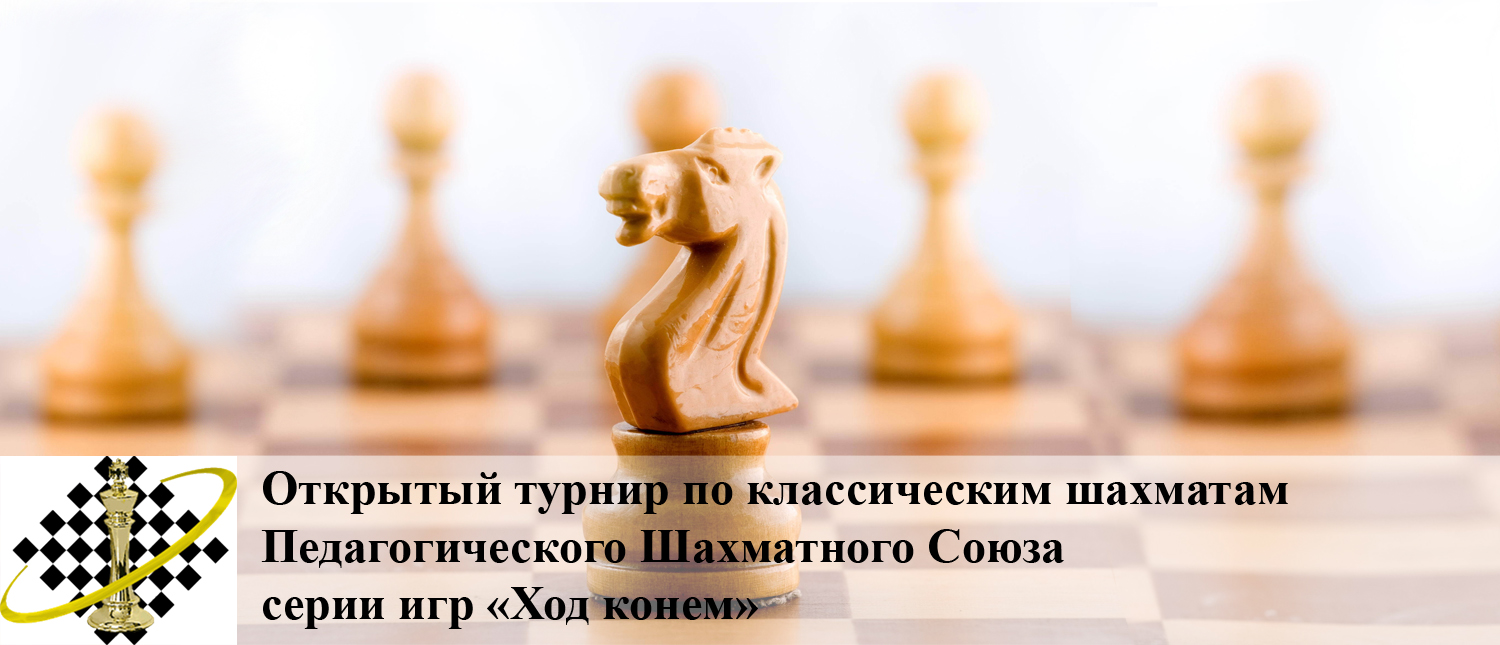 Открытый турнир по классическим шахматам
Педагогического Шахматного Союза
серии игр «Ход конем»